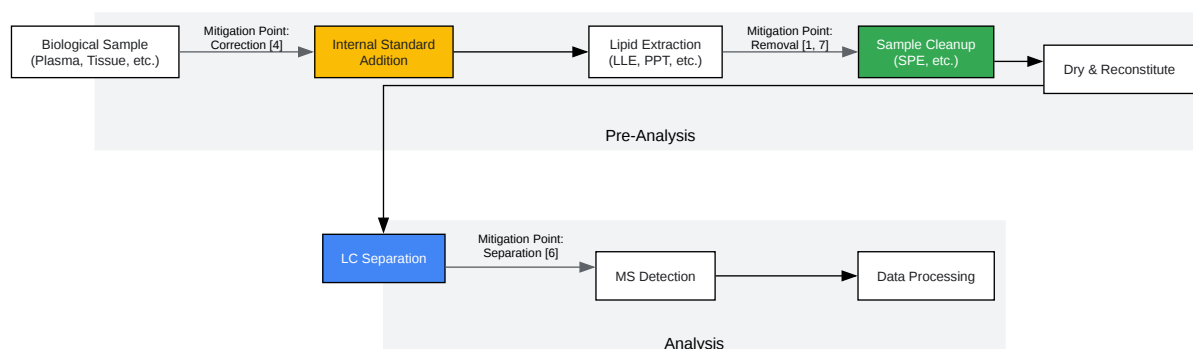 Biological Sample
(Plasma, Tissue, etc.)
Mitigation Point:
Correction [4]
Internal Standard
Addition
Lipid Extraction
(LLE, PPT, etc.)
Mitigation Point:
Removal [1, 7]
Sample Cleanup
(SPE, etc.)
Dry & Reconstitute
Pre-Analysis
LC Separation
Mitigation Point:
Separation [6]
MS Detection
Data Processing
Analysis